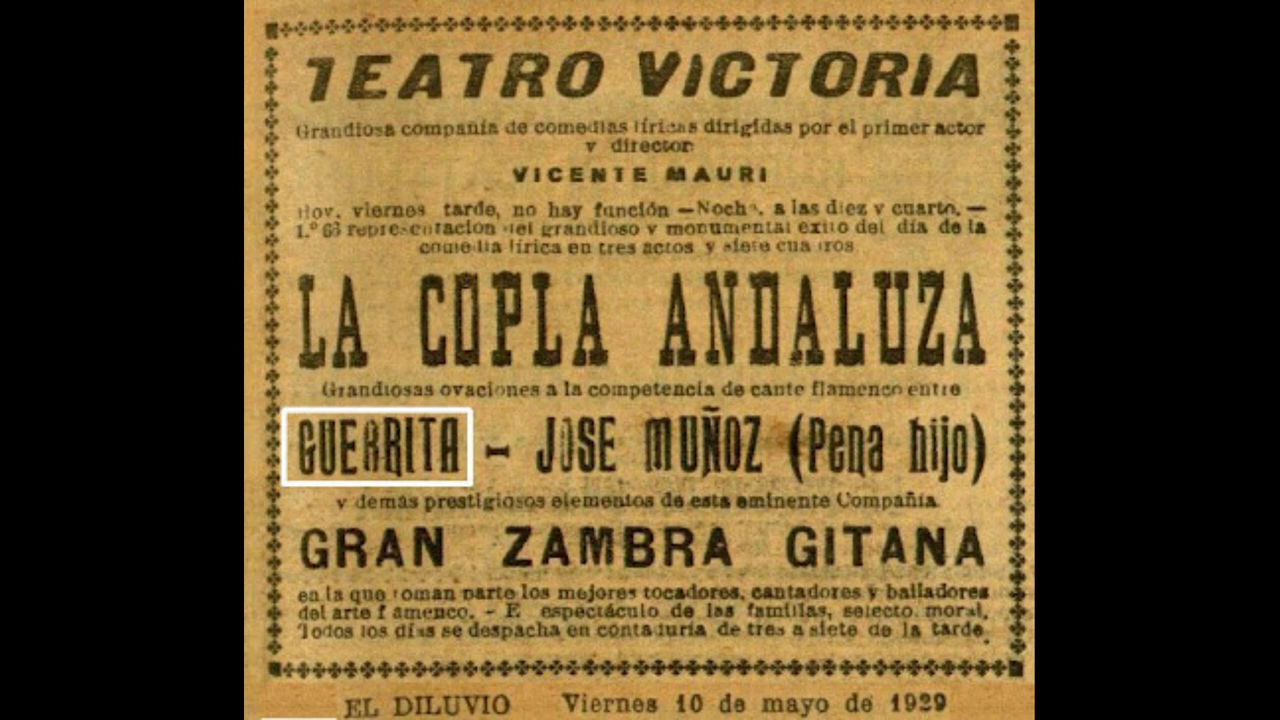 TEATRO VICTORIA
Grandiosa compañía de comedias líricas dirigidas por el primer actor
y director
VICENTE MAURI
Hoy, viernes tarde, no hay función —Noche, a las diez y cuarto. —
1.º 66 representación del grandioso y monumental exito del día de la
comedia lírica en tres actos y siete cuadros
LA COPLA ANDALUZA
Grandiosas ovaciones a la competencia de cante flamenco entre
GUERRITA - JOSE MUÑOZ (Pena hijo)
y demás prestigiosos elementos de esta eminente Compañía
GRAN ZAMBRA GITANA
en la que toman parte los mejores tocadores, cantadores y bailadores
del arte flamenco. - E espectáculo de las familias, selecto, moral.
Todos los días se despacha en contaduría de tres a siete de la tarde.
EL DILUVIO Viernes 10 de mayo de 1929